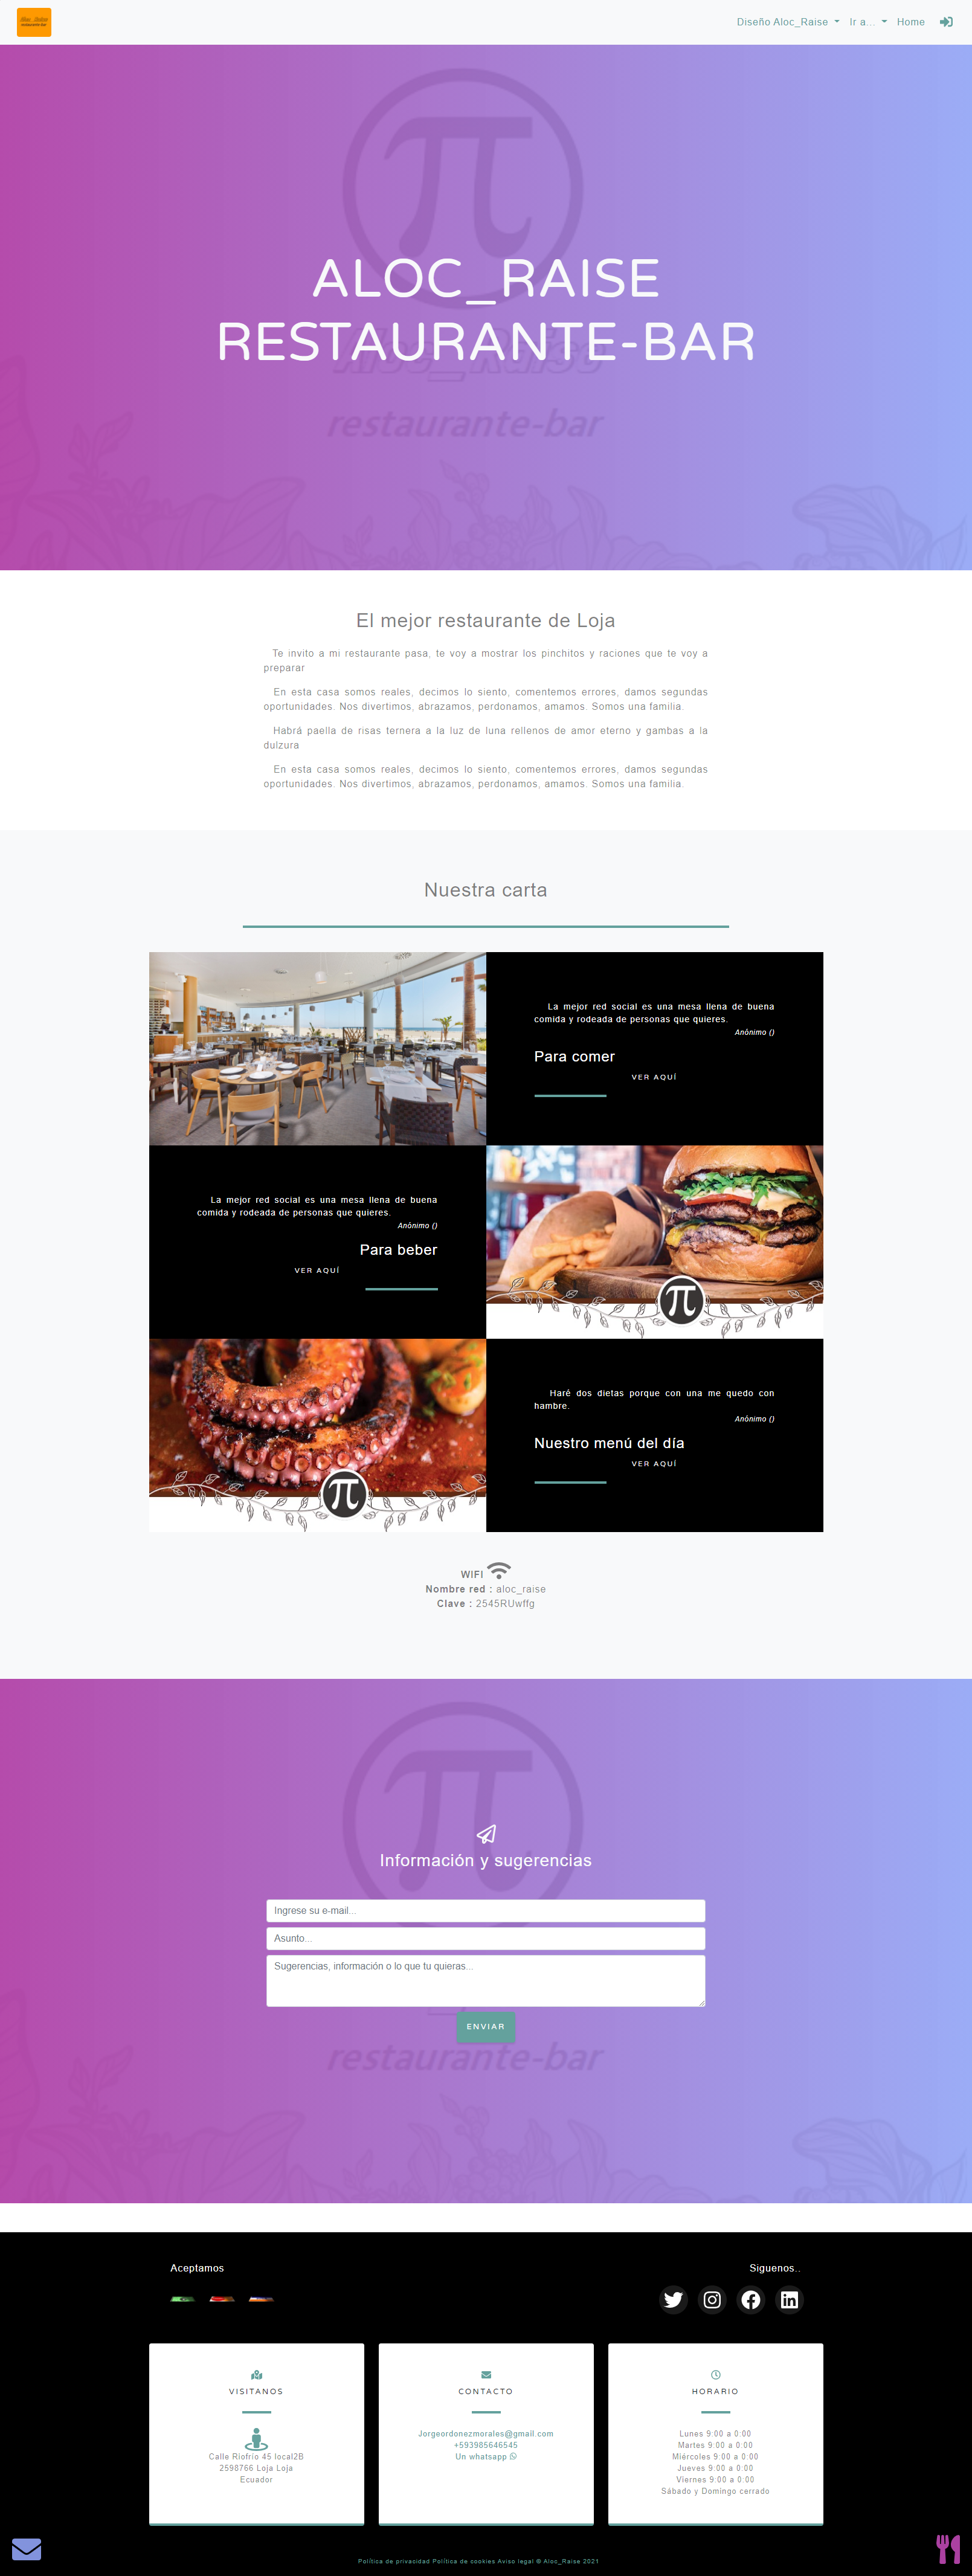 Aloc_Raise
restaurante-bar
Diseño Aloc_Raise
Ir a...
Home
ALOC_RAISE
RESTAURANTE-BAR
Aloc_Raise
restaurante-bar
El mejor restaurante de Loja
Te invito a mi restaurante pasa, te voy a mostrar los pinchitos y raciones que te voy a
preparar
En esta casa somos reales, decimos lo siento, comentemos errores, damos segundas
oportunidades. Nos divertimos, abrazamos, perdonamos, amamos. Somos una familia.
Habrá paella de risas ternera a la luz de luna rellenos de amor eterno y gambas a la
dulzura
En esta casa somos reales, decimos lo siento, comentemos errores, damos segundas
oportunidades. Nos divertimos, abrazamos, perdonamos, amamos. Somos una familia.
Nuestra carta
La mejor red social es una mesa llena de buena
comida y rodeada de personas que quieres.
Anónimo ()
Para comer
VER AQUÍ
La mejor red social es una mesa llena de buena
comida y rodeada de personas que quieres.
Anónimo ()
Para beber
VER AQUÍ
π
π
Haré dos dietas porque con una me quedo con
hambre.
Anónimo ()
Nuestro menú del día
VER AQUÍ
WIFI
Nombre red : aloc_raise
Clave : 2545RUwffg
Información y sugerencias
Ingrese su e-mail...
Asunto...
Sugerencias, información o lo que tu quieras...
ENVIAR
restaurante-bar
Aceptamos
Siguenos..
VISITANOS
Calle Riofrío 45 local2B
2598766 Loja Loja
Ecuador
CONTACTO
Jorgeordonezmorales@gmail.com
+593985646545
Un whatsapp
HORARIO
Lunes 9:00 a 0:00
Martes 9:00 a 0:00
Miércoles 9:00 a 0:00
Jueves 9:00 a 0:00
Viernes 9:00 a 0:00
Sábado y Domingo cerrado
Política de privacidad Política de cookies Aviso legal © Aloc_Raise 2021